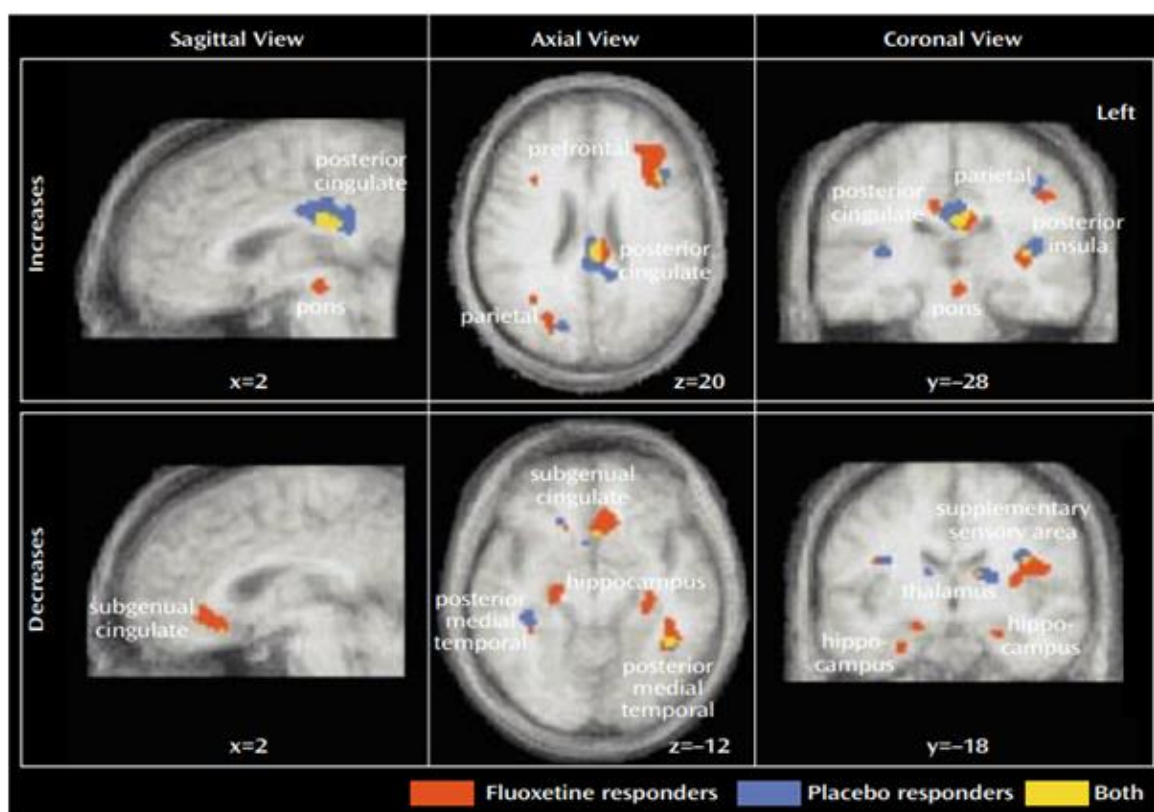 Sagittal View
Axial View
Coronal View
Increases
posterior
cingulate
pons
x=2
prefrontal
posterior
cingulate
parietal
z=20
Left
parietal
posterior
cingulate
posterior
insula
pons
y=–28
Decreases
subgenual
cingulate
x=2
subgenual
cingulate
hippocampus
posterior
medial
temporal
posterior
medial
temporal
z=–12
supplementary
sensory area
thalamus
hippo-
campus
hippo-
campus
y=–18
Fluoxetine responders
Placebo responders
Both